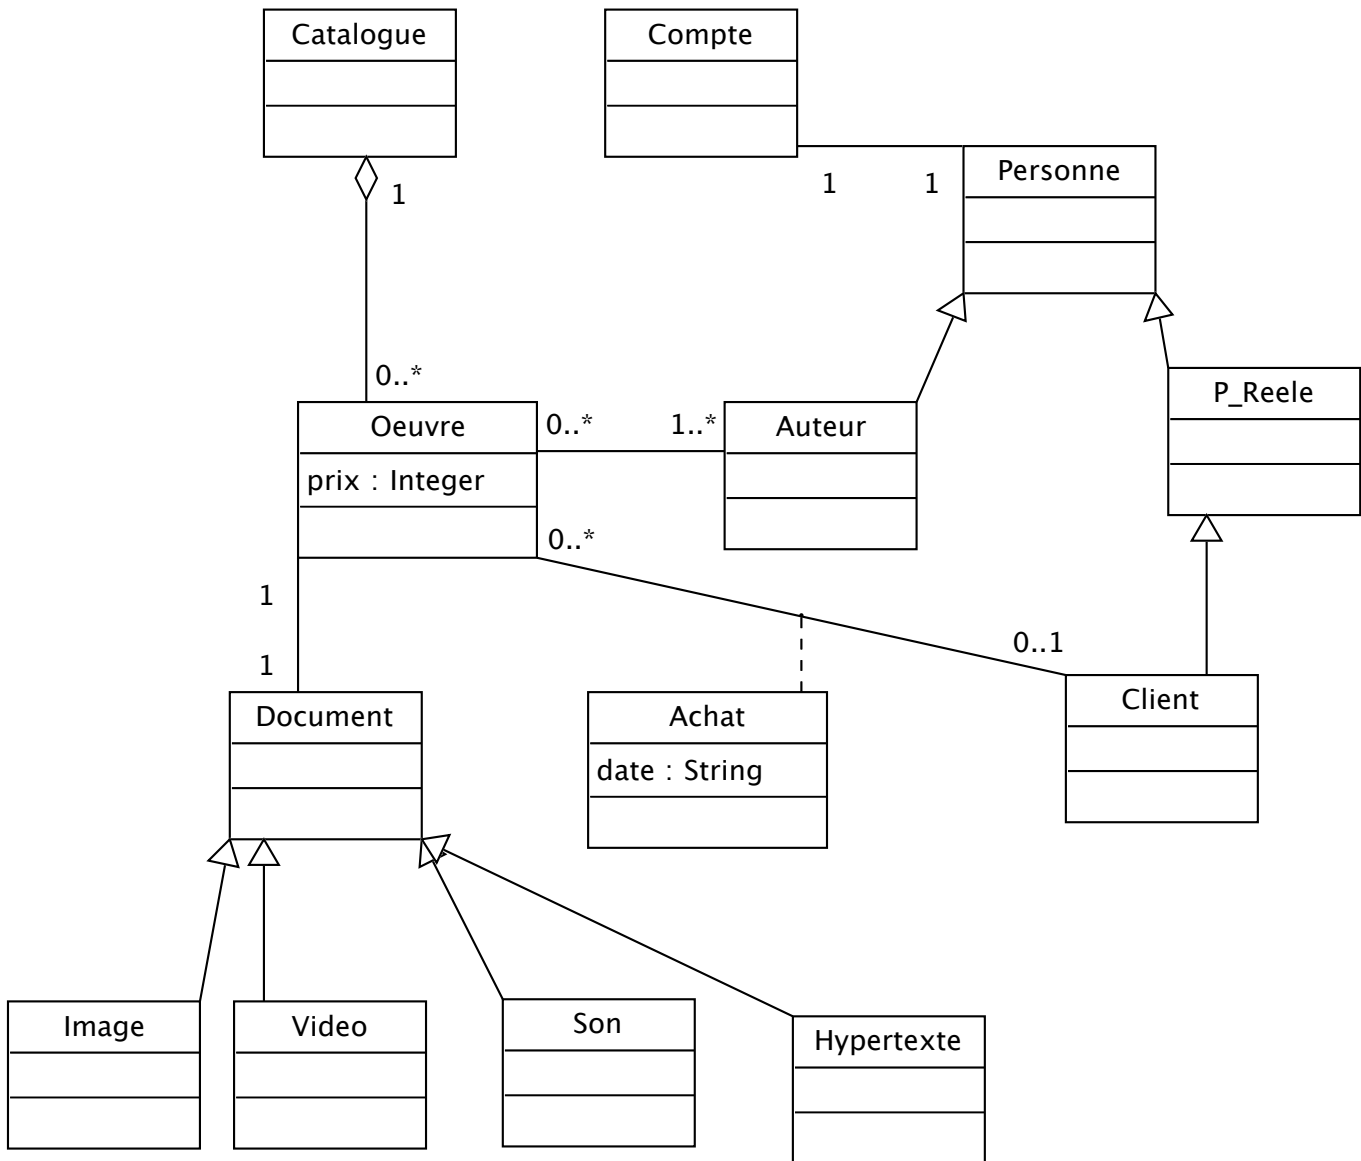 Catalogue
Compte
1
1
1
Personne
0..*
P_Reele
Oeuvre
prix : Integer
0..*
1..*
Auteur
0..*
1
1
0..1
Document
Achat
date : String
Client
Image
Video
Son
Hypertexte